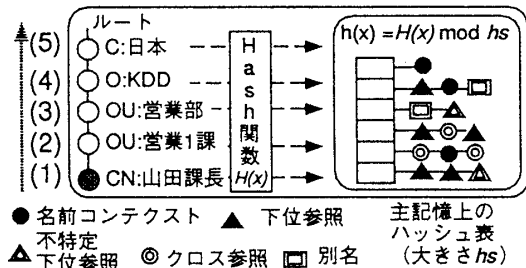 ルート
(5) C:日本
(4) O:KDD
(3) OU:営業部
(2) OU:営業1課
(1) CN:山田課長
Hash関数H(x)
h(x) =H(x) mod hs
●名前コンテクスト ▲ 下位参照
不特定下位参照 ◎ クロス参照 回 別名
主記憶上の
ハッシュ表
(大きさhs)